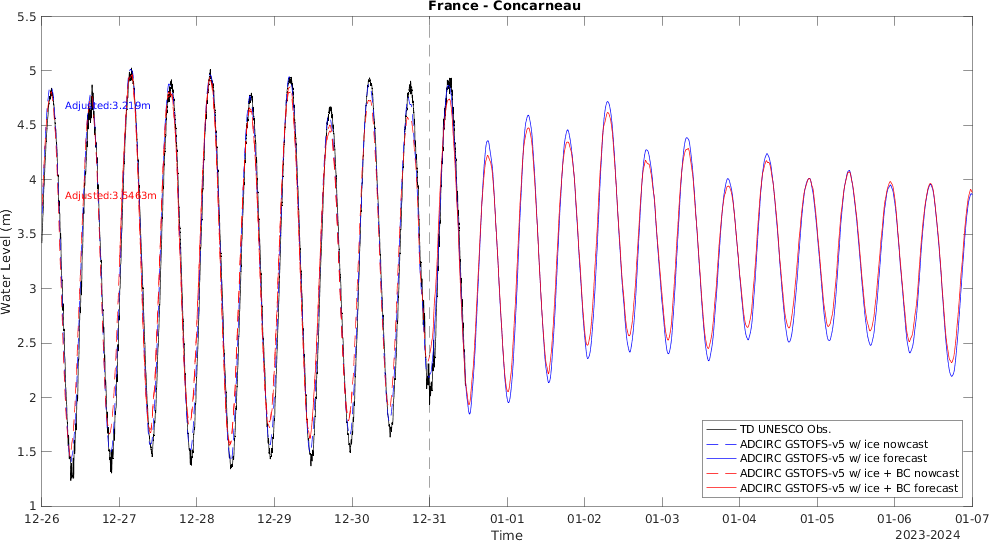 France - Concarneau
5.5
5
4.5
4
3.5
3
2.5
2
1.5
1
Water Level (m)
Adjusted:3.219m
Adjusted:3.5463m
TD UNESCO Obs.
ADCIRC GSTOFS-v5 w/ ice nowcast
ADCIRC GSTOFS-v5 w/ ice forecast
ADCIRC GSTOFS-v5 w/ ice + BC nowcast
ADCIRC GSTOFS-v5 w/ ice + BC forecast
12-26 12-27 12-28 12-29 12-30 12-31 01-01 01-02 01-03 01-04 01-05 01-06 01-07
Time
2023-2024